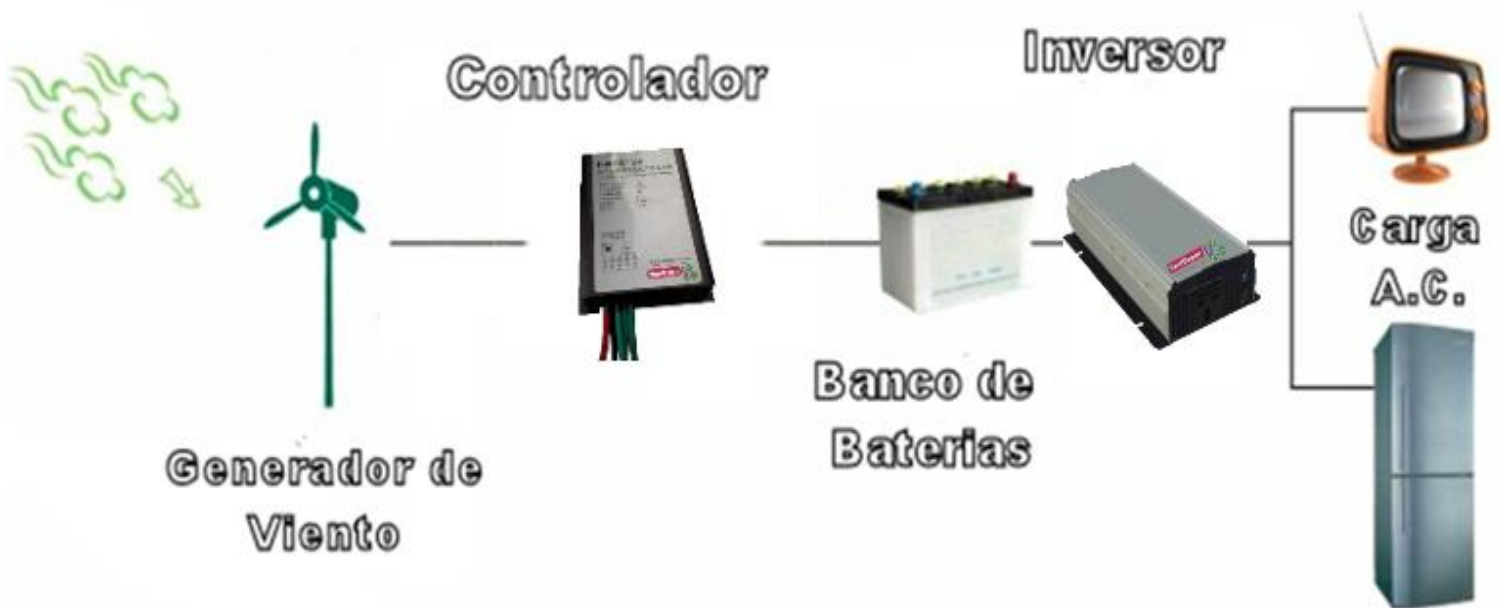 Controlador
Inversor
Generador de
Viento
Banco de
Baterias
Carga
A.C.